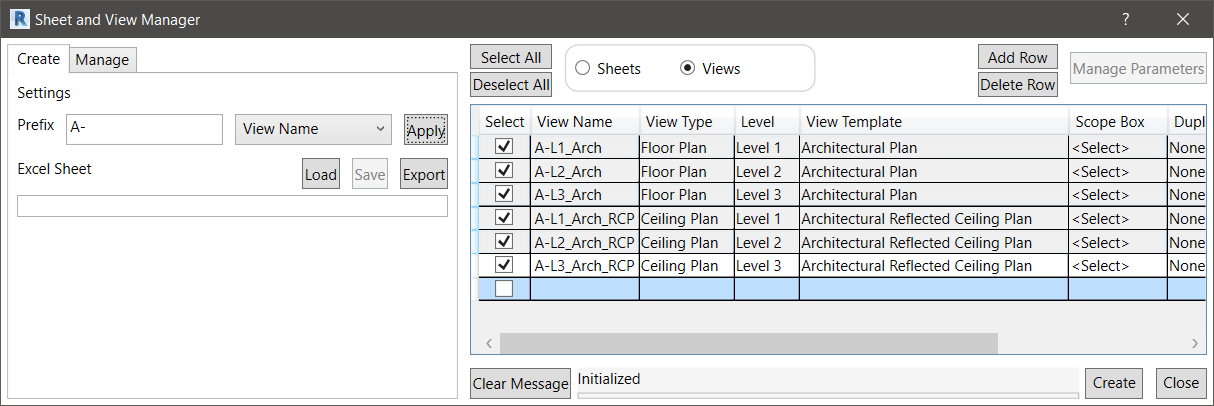 R Sheet and View Manager ?
Create Manage
Settings
Prefix A- View Name Apply
Excel Sheet Load Save Export
Select All Sheets Views Add Row Manage Parameters
Deselect All Delete Row
Select View Name View Type Level View Template Scope Box Dupl
A-L1_Arch Floor Plan Level 1 Architectural Plan <Select> None
A-L2_Arch Floor Plan Level 2 Architectural Plan <Select> None
A-L3_Arch Floor Plan Level 3 Architectural Plan <Select> None
A-L1_Arch_RCP Ceiling Plan Level 1 Architectural Reflected Ceiling Plan <Select> None
A-L2_Arch_RCP Ceiling Plan Level 2 Architectural Reflected Ceiling Plan <Select> None
A-L3_Arch_RCP Ceiling Plan Level 3 Architectural Reflected Ceiling Plan <Select> None
Clear Message Initialized Create Close